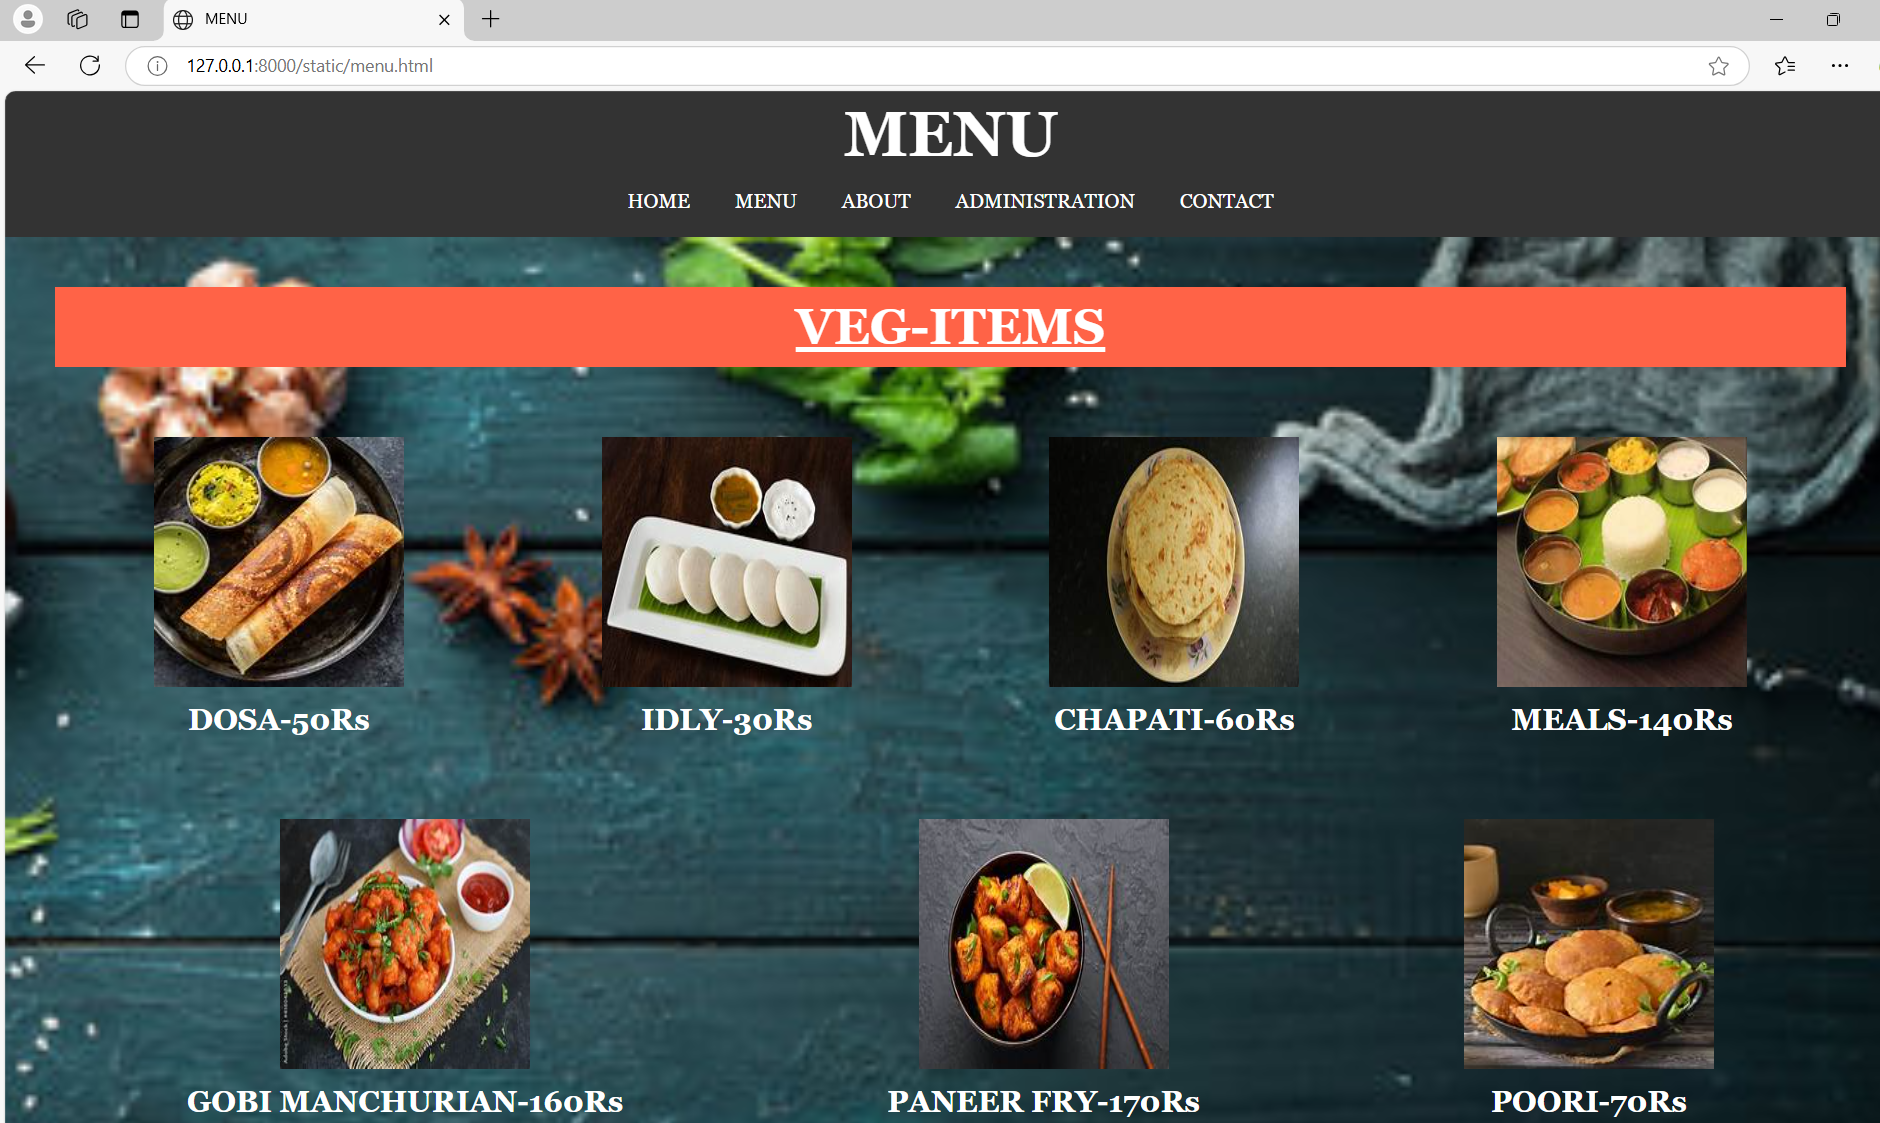 MENU
127.0.0.1:8000/static/menu.html
MENU
HOME MENU ABOUT ADMINISTRATION CONTACT
VEG-ITEMS
DOSA-50Rs IDLY-30Rs CHAPATI-60Rs MEALS-140Rs
GOBI MANCHURIAN-160Rs PANEER FRY-170Rs POORI-70Rs